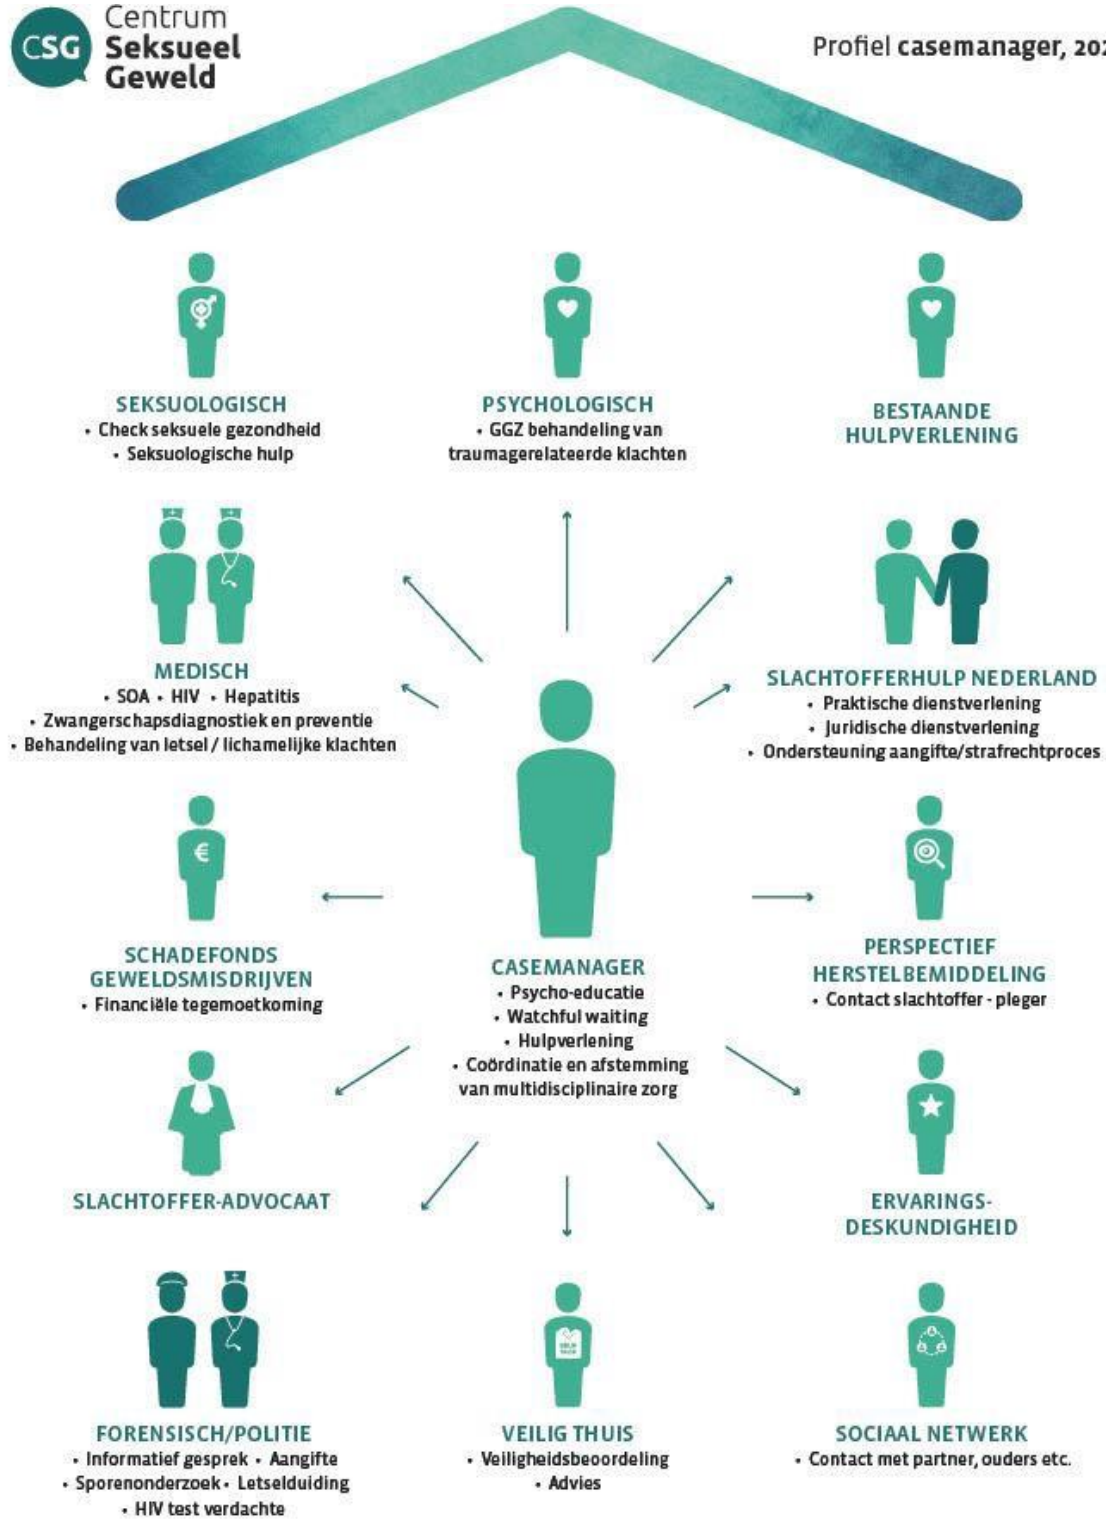 CSG
Centrum
Seksueel
Geweld
Profiel casemanager,
SEKSUOLOGISCH
• Check seksuele gezondheid
• Seksuologische hulp
PSYCHOLOGISCH
• GGZ behandeling van
traumagerelateerde klachten
BESTAANDE
HULPVERLENING
MEDISCH
• SOA • HIV • Hepatitis
• Zwangerschapsdiagnostiek en preventie
• Behandeling van letsel / lichamelijke klachten
SLACHTOFFERHULP NEDERLAND
• Praktische dienstverlening
• Juridische dienstverlening
• Ondersteuning aangifte/strafrechtproces
€
SCHADEFONDS
GEWELDSMISDRIJVEN
• Financiële tegemoetkoming
CASEMANAGER
• Psycho-educatie
• Watchful waiting
• Hulpverlening
• Coördinatie en afstemming
van multidisciplinaire zorg
PERSPECTIEF
HERSTELBEMIDDELING
• Contact slachtoffer - pleger
SLACHTOFFER-ADVOCAAT
ERVARINGS-
DESKUNDIGHEID
FORENSISCH/POLITIE
• Informatief gesprek • Aangifte
• Sporenonderzoek • Letselduiding
• HIV test verdachte
VEILIG THUIS
• Veiligheidsbeoordeling
• Advies
SOCIAAL NETWERK
• Contact met partner, ouders etc.